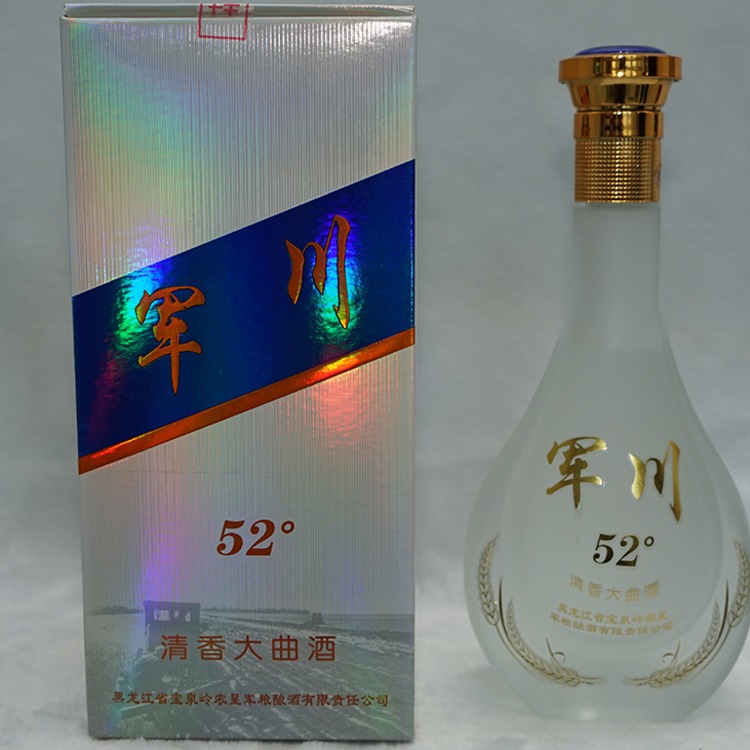 军川
52°
清香大曲酒
黑龙江省宝泉岭农垦军粮酿酒有限责任公司
军川
52°
清香大曲酒
黑龙江省宝泉岭农垦
军粮酿酒有限责任公司